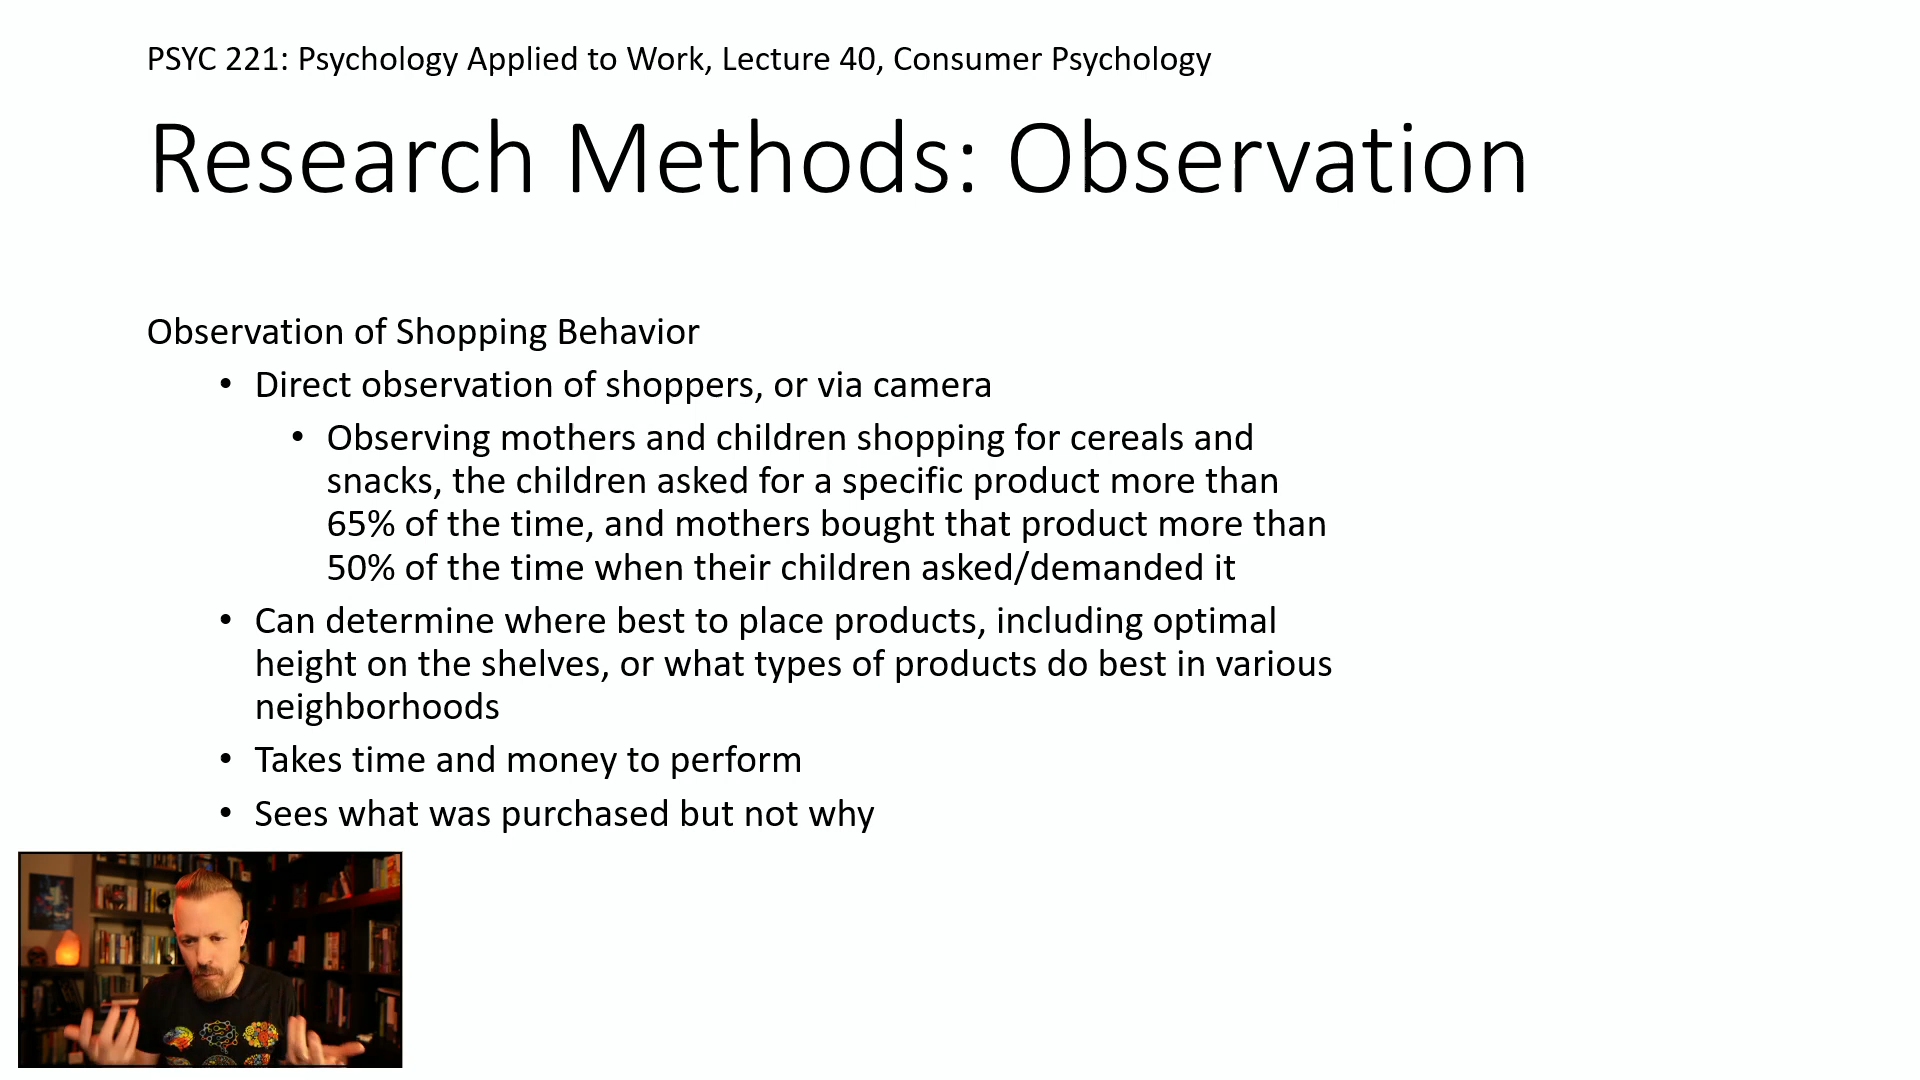 PSYC 221: Psychology Applied to Work, Lecture 40, Consumer Psychology
Research Methods: Observation
Observation of Shopping Behavior
• Direct observation of shoppers, or via camera
• Observing mothers and children shopping for cereals and
snacks, the children asked for a specific product more than
65% of the time, and mothers bought that product more than
50% of the time when their children asked/demanded it
• Can determine where best to place products, including optimal
height on the shelves, or what types of products do best in various
neighborhoods
• Takes time and money to perform
• Sees what was purchased but not why